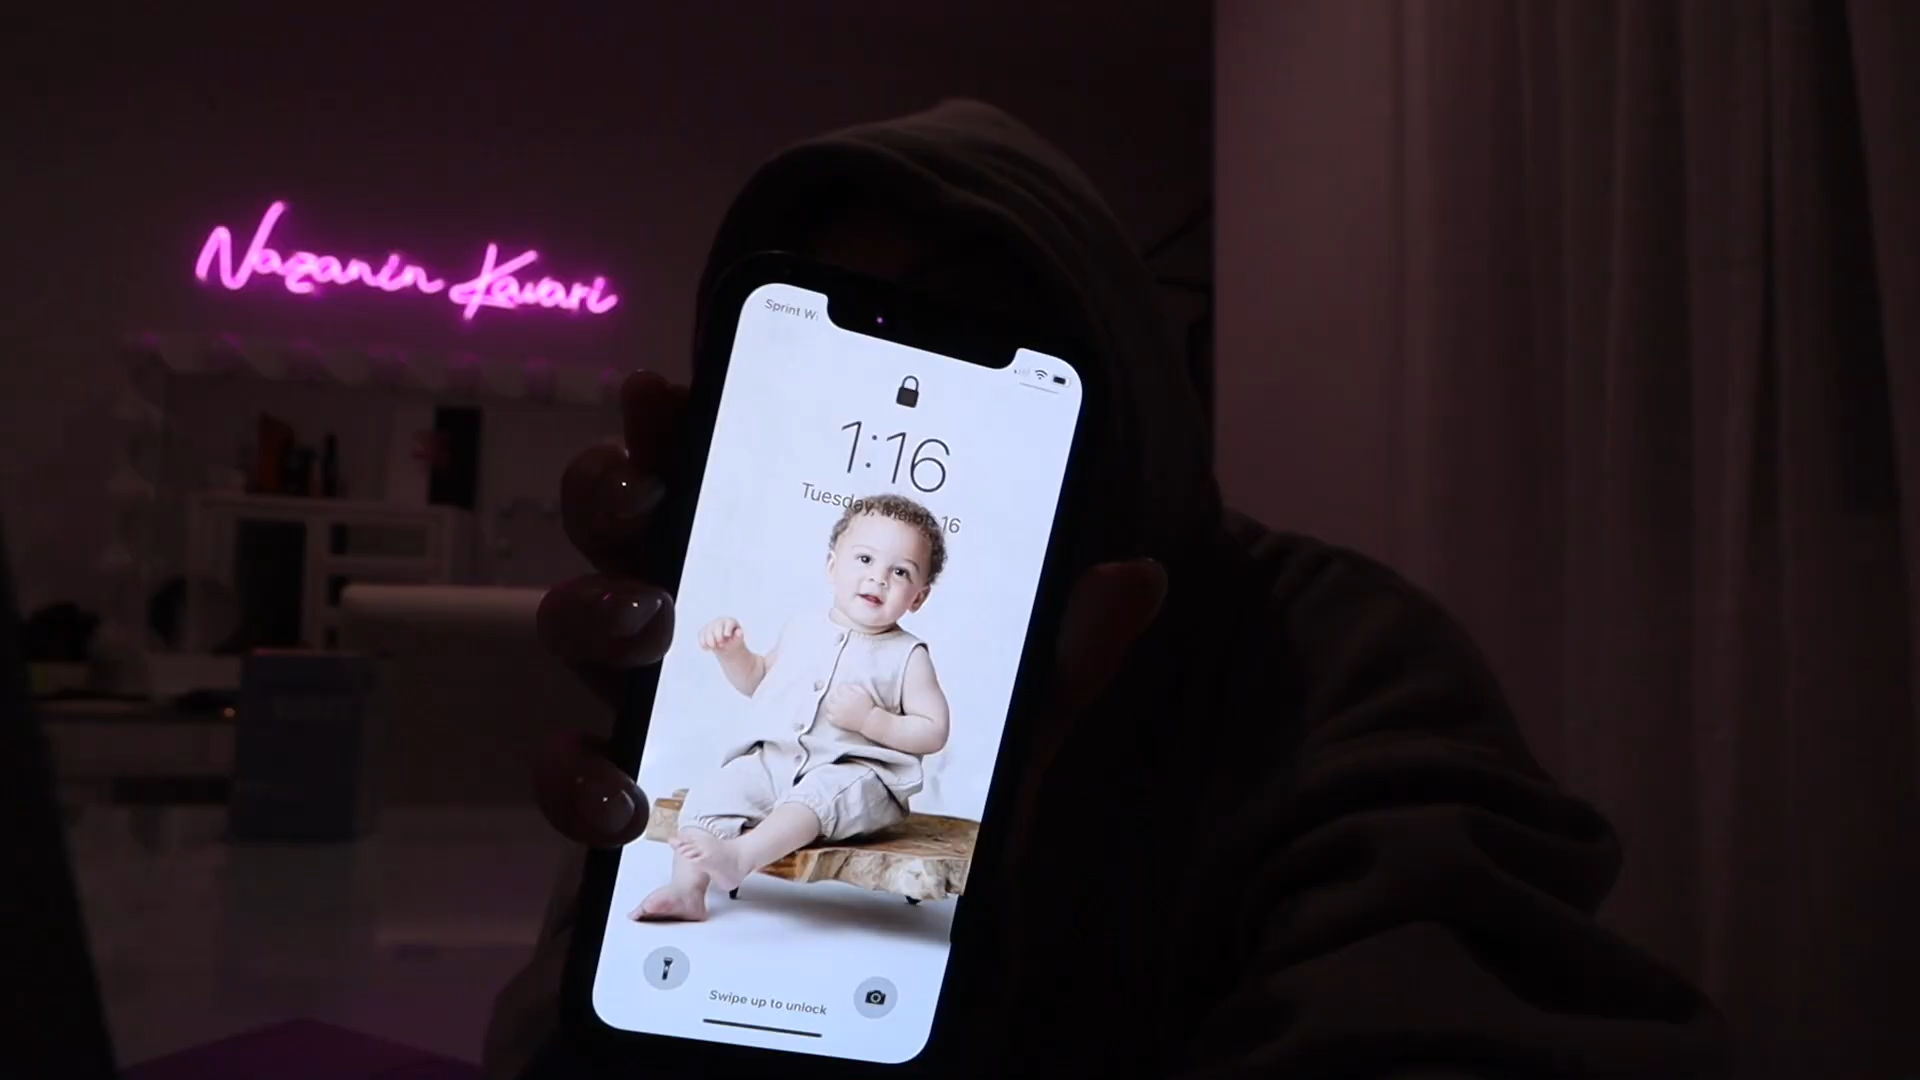 Nazanin Kavari
Sprint Wi
1:16
Tuesday, March 16
Swipe up to unlock